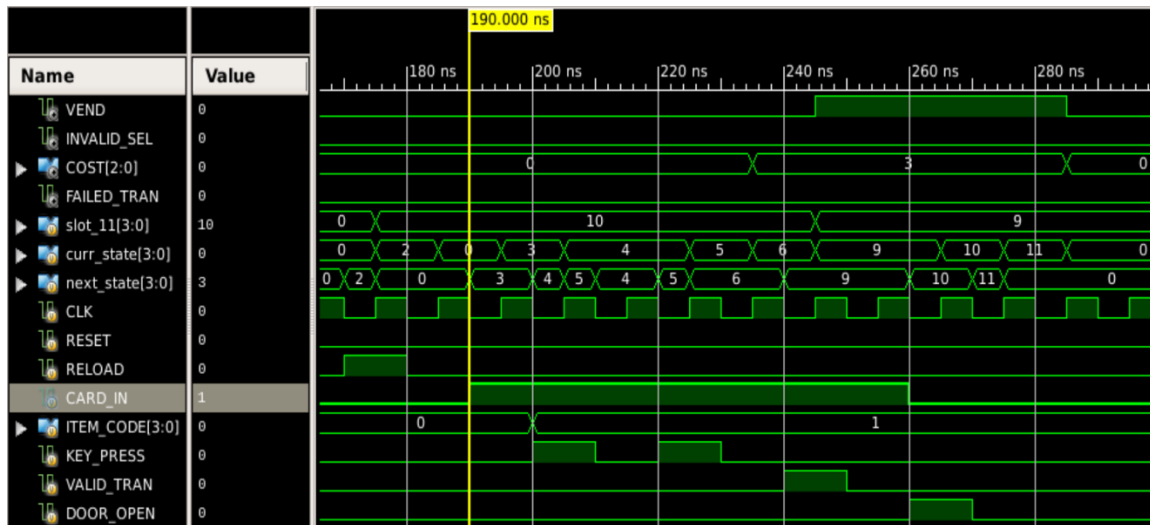 190.000 ns
Name Value 180 ns 200 ns 220 ns 240 ns 260 ns 280 ns
VEND 0
INVALID_SEL 0
COST[2:0] 0 0 3 0
FAILED_TRAN 0
slot_11[3:0] 10 0 10 9
curr_state[3:0] 0 0 2 0 3 4 5 6 9 10 11 0
next_state[3:0] 3 0 2 0 3 4 5 4 5 6 9 10 11 0
CLK 0
RESET 0
RELOAD 0
CARD_IN 1
ITEM_CODE[3:0] 0 0 1
KEY_PRESS 0
VALID_TRAN 0
DOOR_OPEN 0